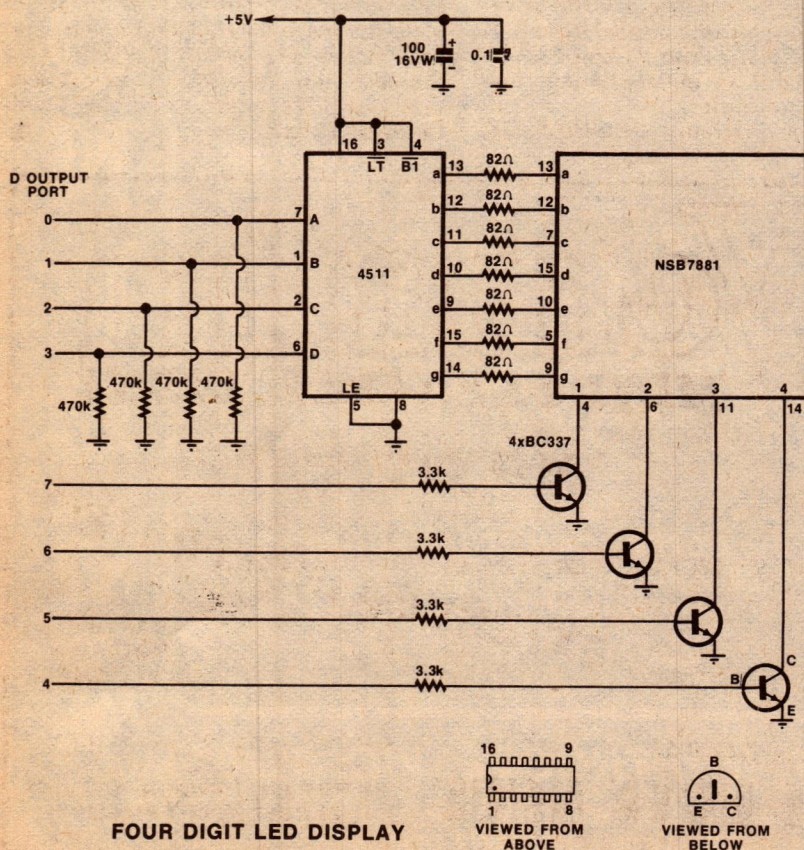 +5V
100
16VW
+
−
0.1
16 3 4
LT B1
D OUTPUT
PORT
0 7 A
1 1 B
2 2 C
3 6 D
4511
a 13 82Ω 13 a
b 12 82Ω 12 b
c 11 82Ω 7 c
d 10 82Ω 15 d
e 9 82Ω 10 e
f 15 82Ω 5 f
g 14 82Ω 9 g
NSB7881
LE
5 8
470k 470k 470k 470k
1 2 3 4
4 6 11 14
4xBC337
7 3.3k
6 3.3k
5 3.3k
4 3.3k
B C E
16 9
1 8
VIEWED FROM
ABOVE
B
E C
VIEWED FROM
BELOW
FOUR DIGIT LED DISPLAY